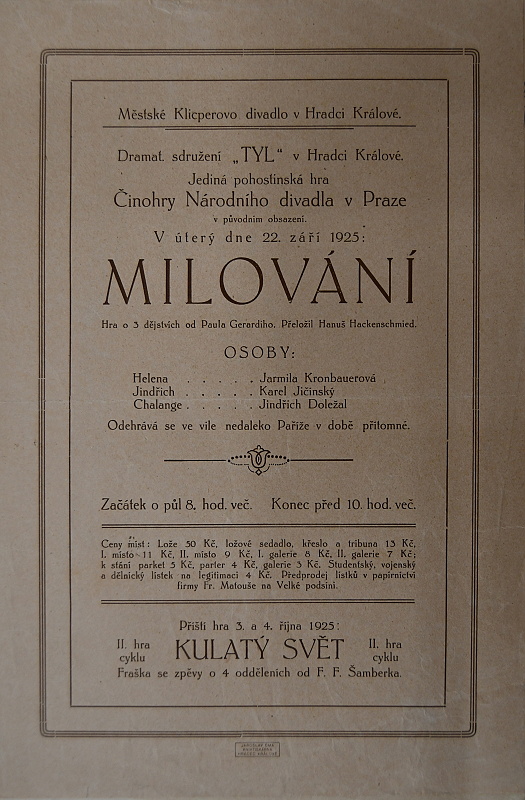 Městské Klicperovo divadlo v Hradci Králové.
Dramat. sdružení „TYL“ v Hradci Králové.
Jediná pohostinská hra
Činohry Národního divadla v Praze
v původním obsazení.
V úterý dne 22. září 1925:
MILOVÁNÍ
Hra o 3 dějstvích od Paula Gerardiho. Přeložil Hanuš Hackenschmied.
OSOBY:
Helena . . . . . Jarmila Kronbauerová
Jindřich . . . . . Karel Jičínský
Chalange . . . . . Jindřich Doležal
Odehrává se ve vile nedaleko Paříže v době přítomné.
Začátek o půl 8. hod. več. Konec před 10. hod. več.
Ceny míst: Lože 50 Kč, ložové sedadlo, křeslo a tribuna 13 Kč,
I. místo 11 Kč, II. místo 9 Kč, I. galerie 8 Kč, II. galerie 7 Kč;
k stání parket 5 Kč, parter 4 Kč, galerie 3 Kč. Studentský, vojenský
a dělnický lístek na legitimaci 4 Kč. Předprodej lístků v papírnictví
firmy Fr. Matouše na Velké podsíni.
Příští hra 3. a 4. října 1925:
II. hra cyklu KULATÝ SVĚT II. hra cyklu
Fraška se zpěvy o 4 odděleních od F. F. Šamberka.